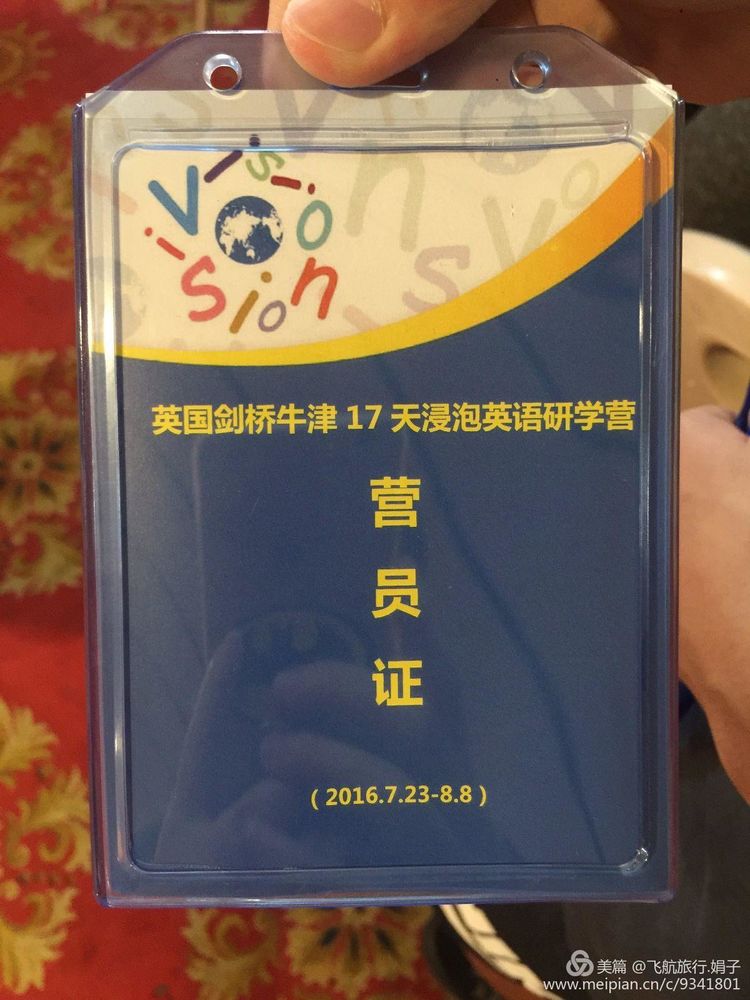 Vision
Vision
英国剑桥牛津 17 天浸泡英语研学营
营
员
证
（2016.7.23-8.8）
美篇 @飞航旅行.娟子
www.meipian.cn/c/9341801